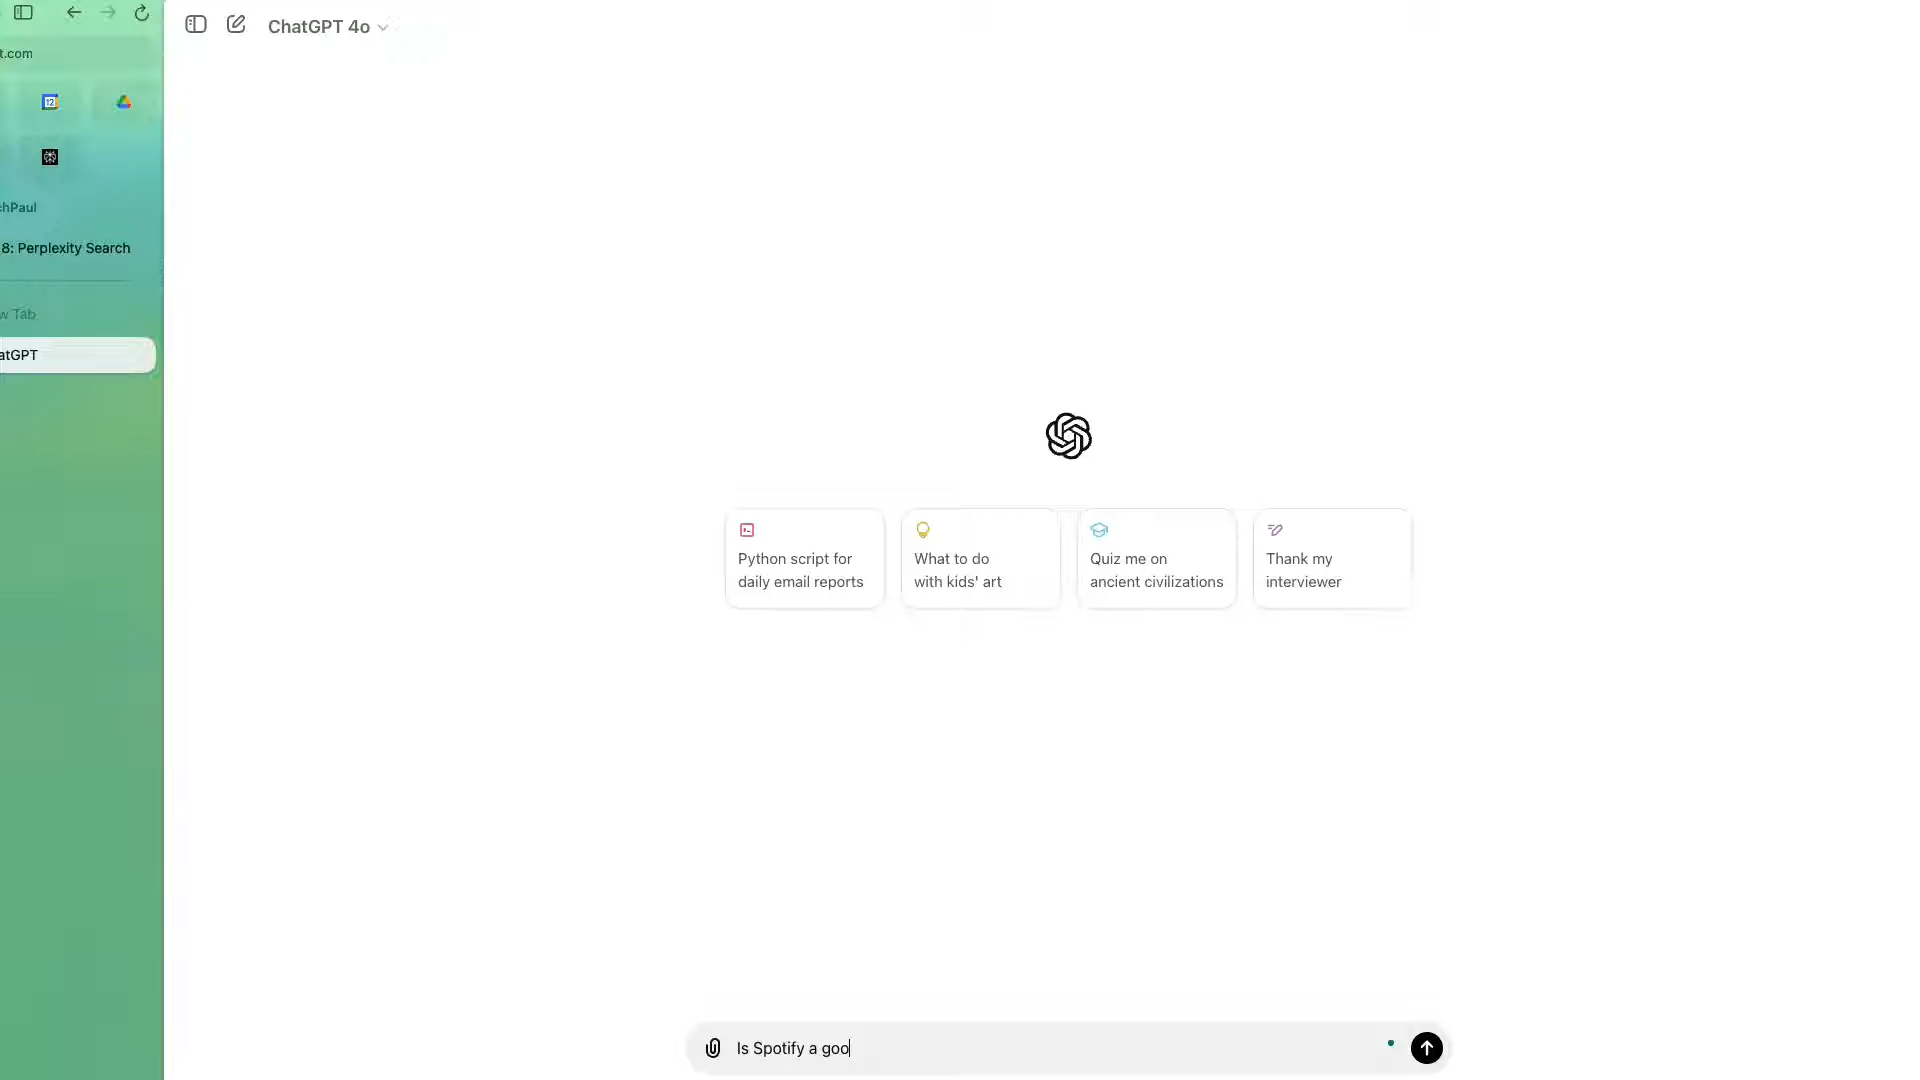 ChatGPT 4o
t.com
12
chPaul
8: Perplexity Search
w Tab
atGPT
Python script for
daily email reports
What to do
with kids' art
Quiz me on
ancient civilizations
Thank my
interviewer
Is Spotify a goo